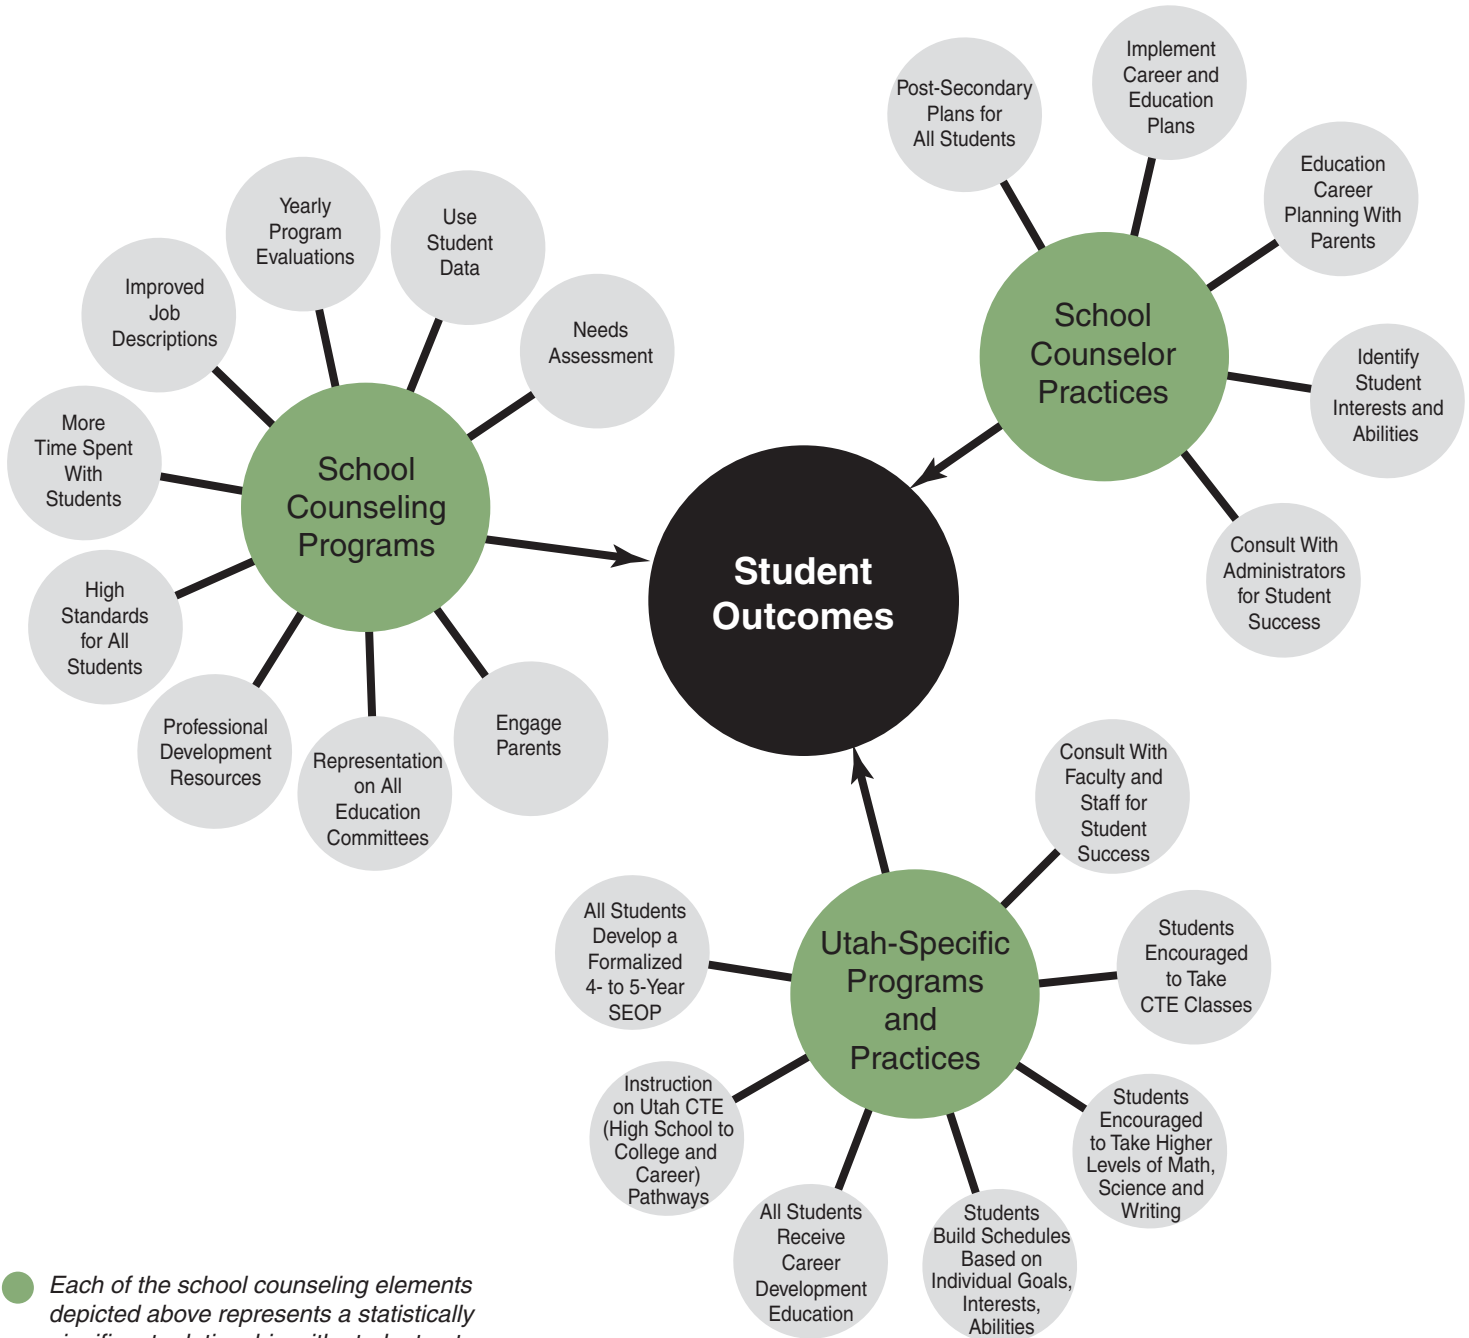 Post-Secondary
Plans for
All Students
Implement
Career and
Education
Plans
Education
Career
Planning With
Parents
Identify
Student
Interests and
Abilities
Consult With
Administrators
for Student
Success
School
Counselor
Practices
Yearly
Program
Evaluations
Use
Student
Data
Needs
Assessment
Improved
Job
Descriptions
More
Time Spent
With
Students
High
Standards
for All
Students
Professional
Development
Resources
Representation
on All
Education
Committees
Engage
Parents
School
Counseling
Programs
Student
Outcomes
Consult With
Faculty and
Staff for
Student
Success
Students
Encouraged
to Take
CTE Classes
Students
Encouraged
to Take Higher
Levels of Math,
Science and
Writing
Students
Build Schedules
Based on
Individual Goals,
Interests,
Abilities
All Students
Receive
Career
Development
Education
Instruction
on Utah CTE
(High School to
College and
Career)
Pathways
All Students
Develop a
Formalized
4- to 5-Year
SEOP
Utah-Specific
Programs
and
Practices
Each of the school counseling elements
depicted above represents a statistically